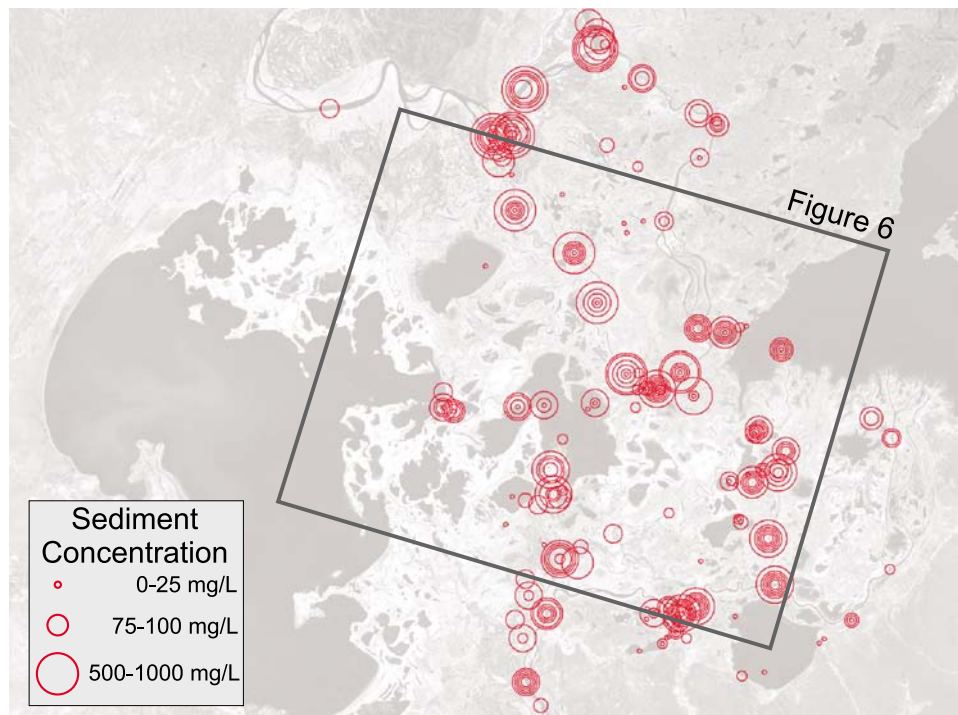 Figure 6
Sediment
Concentration
0-25 mg/L
75-100 mg/L
500-1000 mg/L